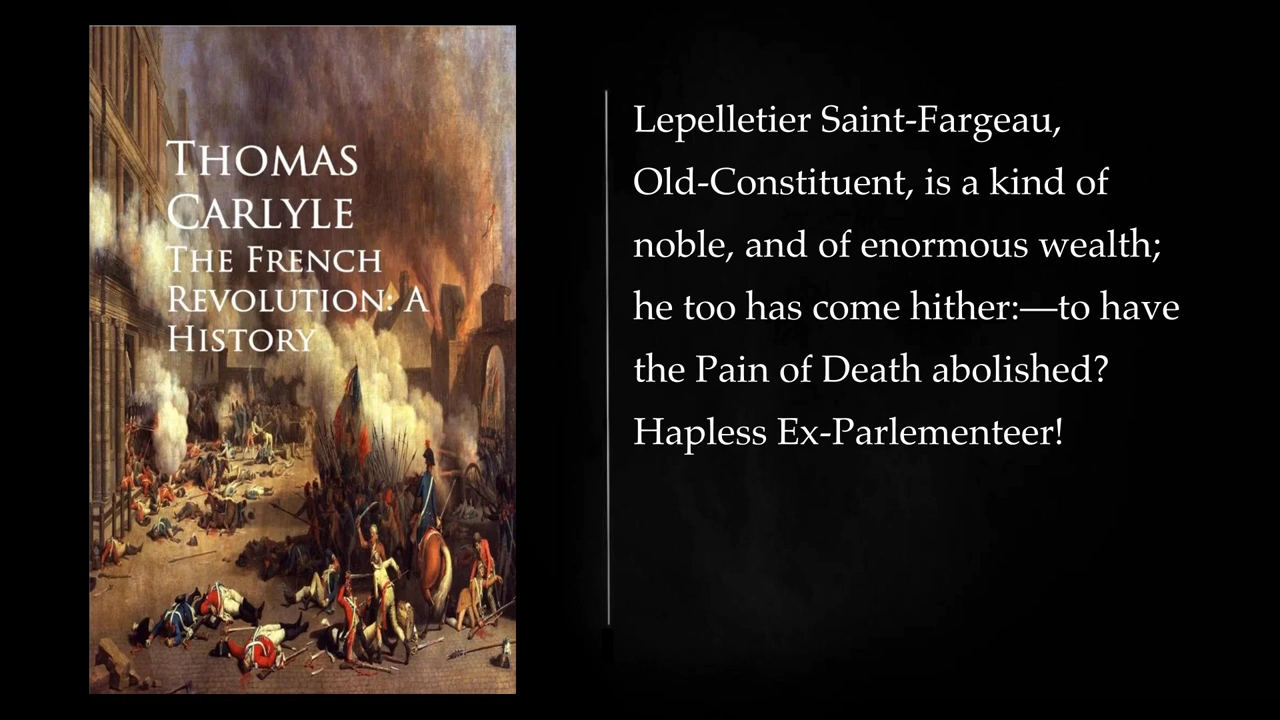 THOMAS
CARLYLE
THE FRENCH
REVOLUTION: A
HISTORY
Lepelletier Saint-Fargeau,
Old-Constituent, is a kind of
noble, and of enormous wealth;
he too has come hither:—to have
the Pain of Death abolished?
Hapless Ex-Parlementeer!